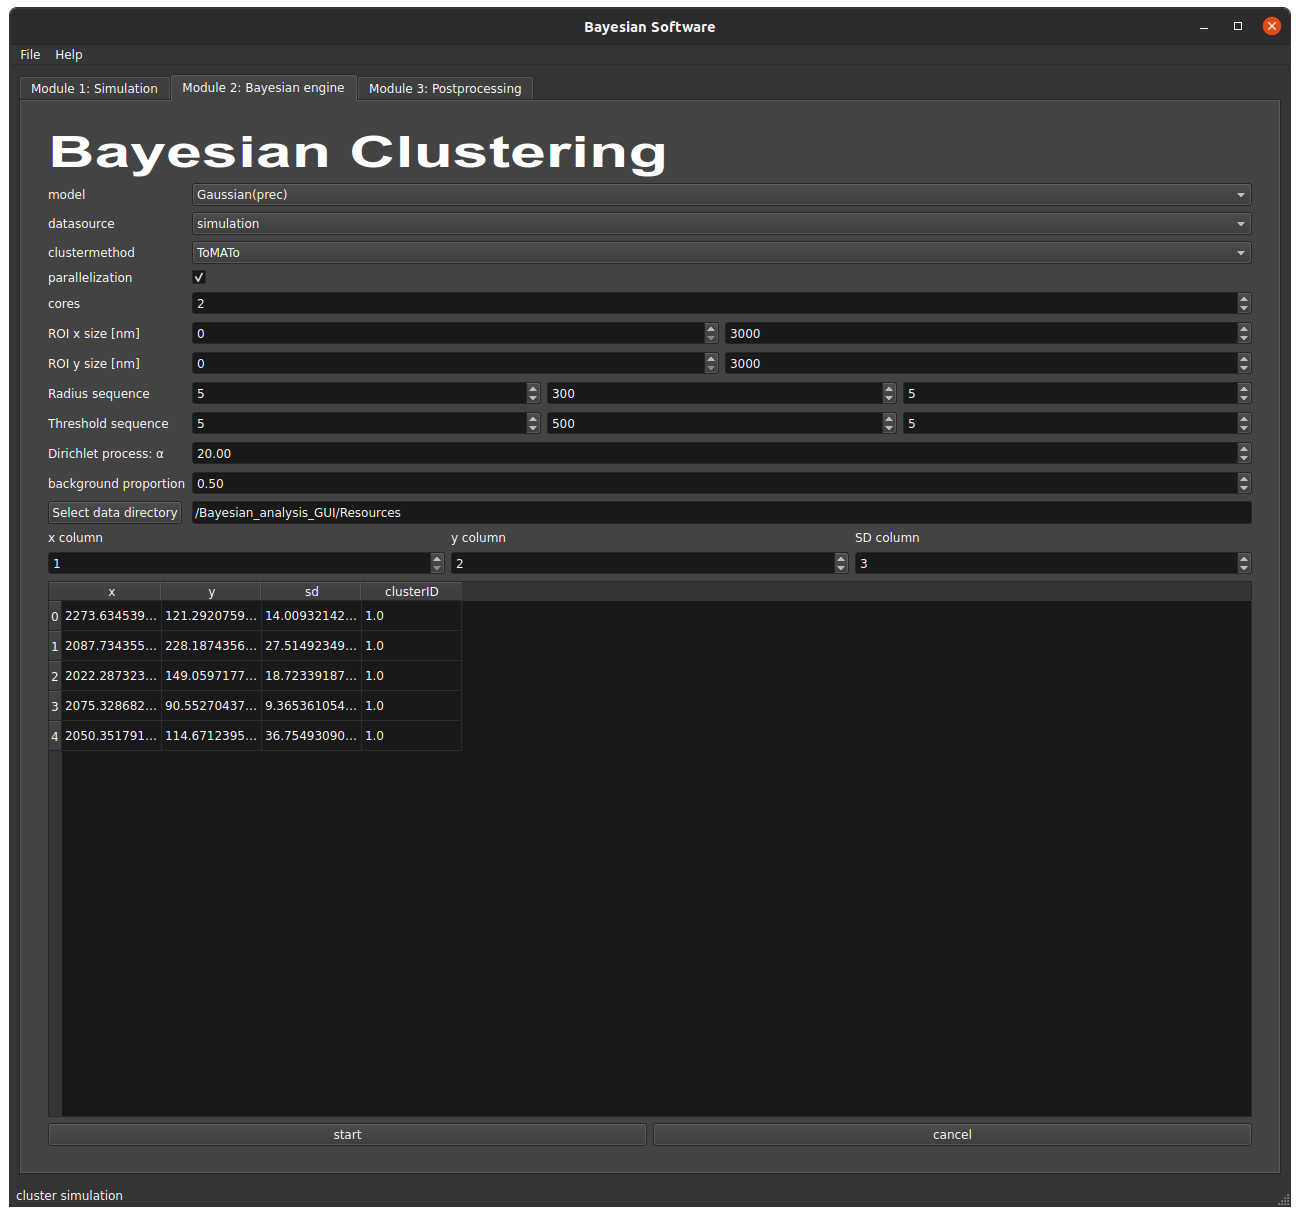 Bayesian Software
File Help
Module 1: Simulation Module 2: Bayesian engine Module 3: Postprocessing
Bayesian Clustering
model Gaussian(prec)
datasource simulation
clustermethod ToMATo
parallelization
cores 2
ROI x size [nm] 0 3000
ROI y size [nm] 0 3000
Radius sequence 5 300 5
Threshold sequence 5 500 5
Dirichlet process: α 20.00
background proportion 0.50
Select data directory /Bayesian_analysis_GUI/Resources
x column y column SD column
1 2 3
x y sd clusterID
0 2273.634539... 121.2920759... 14.00932142... 1.0
1 2087.734355... 228.1874356... 27.51492349... 1.0
2 2022.287323... 149.0597177... 18.72339187... 1.0
3 2075.328682... 90.55270437... 9.365361054... 1.0
4 2050.351791... 114.6712395... 36.75493090... 1.0
start cancel
cluster simulation